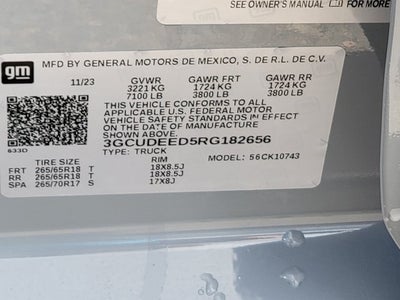 SEE OWNER'S MANUAL
FOR MORE
gm
MFD BY GENERAL MOTORS DE MEXICO, S. DE R.L. DE C.V.
11/23 GVWR GAWR FRT GAWR RR
3221 KG 1724 KG 1724 KG
7100 LB 3800 LB 3800 LB
THIS VEHICLE CONFORMS TO ALL
APPLICABLE U.S. FEDERAL MOTOR
VEHICLE SAFETY STANDARDS IN EFFECT
ON THE DATE OF MANUFACTURE
SHOWN ABOVE.
3GCUDEED5RG182656
TYPE: TRUCK MODEL: 56CK10743
633D
TIRE SIZE RIM
FRT 265/65R18 T 18X8.5J
RR 265/65R18 T 18X8.5J
SPA 265/70R17 S 17X8J